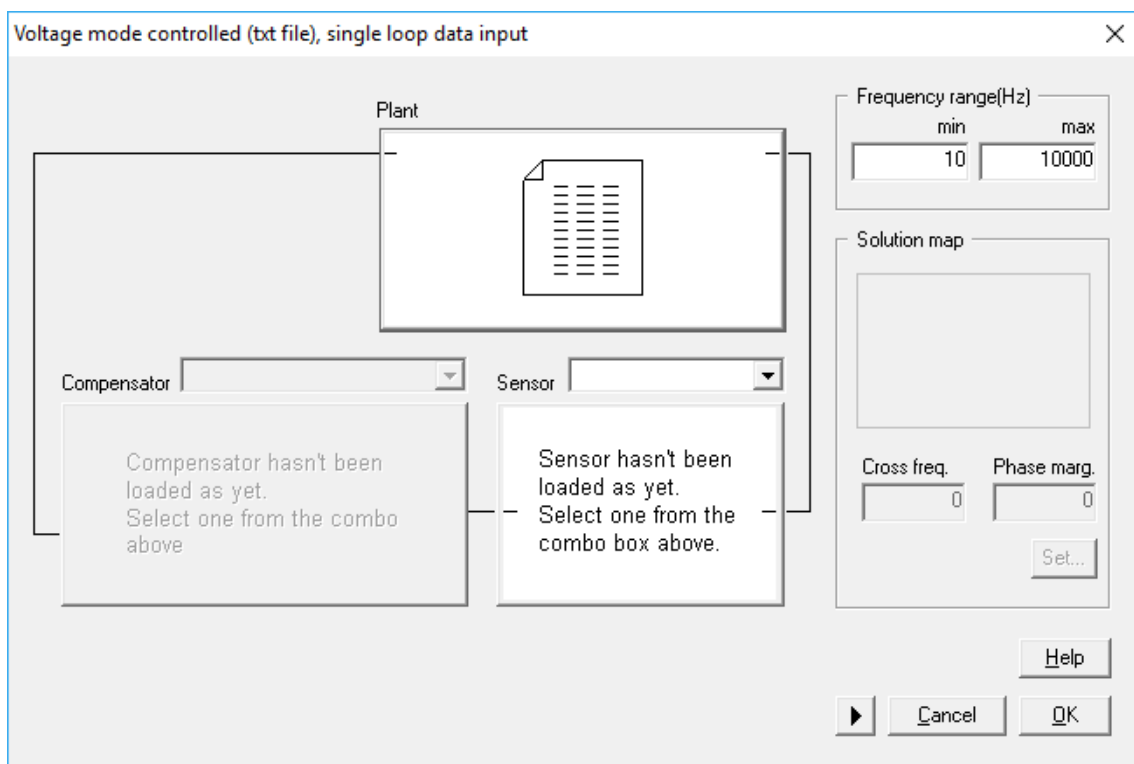 Voltage mode controlled (txt file), single loop data input
Plant
Frequency range(Hz)
min max
10 10000
Solution map
Compensator
Sensor
Compensator hasn't been
loaded as yet.
Select one from the combo
above
Sensor hasn't been
loaded as yet.
Select one from the
combo box above.
Cross freq. Phase marg.
0 0
Set...
Help
Cancel OK